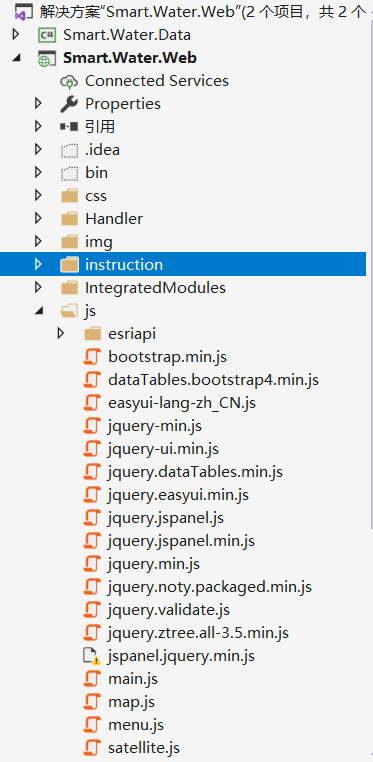 解决方案“Smart.Water.Web”(2 个项目，共 2 个
Smart.Water.Data
Smart.Water.Web
Connected Services
Properties
引用
.idea
bin
css
Handler
img
instruction
IntegratedModules
js
esriapi
bootstrap.min.js
dataTables.bootstrap4.min.js
easyui-lang-zh_CN.js
jquery-min.js
jquery-ui.min.js
jquery.dataTables.min.js
jquery.easyui.min.js
jquery.jspanel.js
jquery.jspanel.min.js
jquery.min.js
jquery.noty.packaged.min.js
jquery.validate.js
jquery.ztree.all-3.5.min.js
jspanel.jquery.min.js
main.js
map.js
menu.js
satellite.js